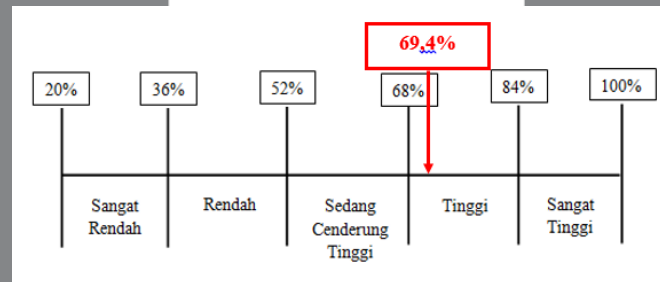 69,4%
20%
36%
52%
68%
84%
100%
Sangat
Rendah
Rendah
Sedang
Cenderung
Tinggi
Tinggi
Sangat
Tinggi